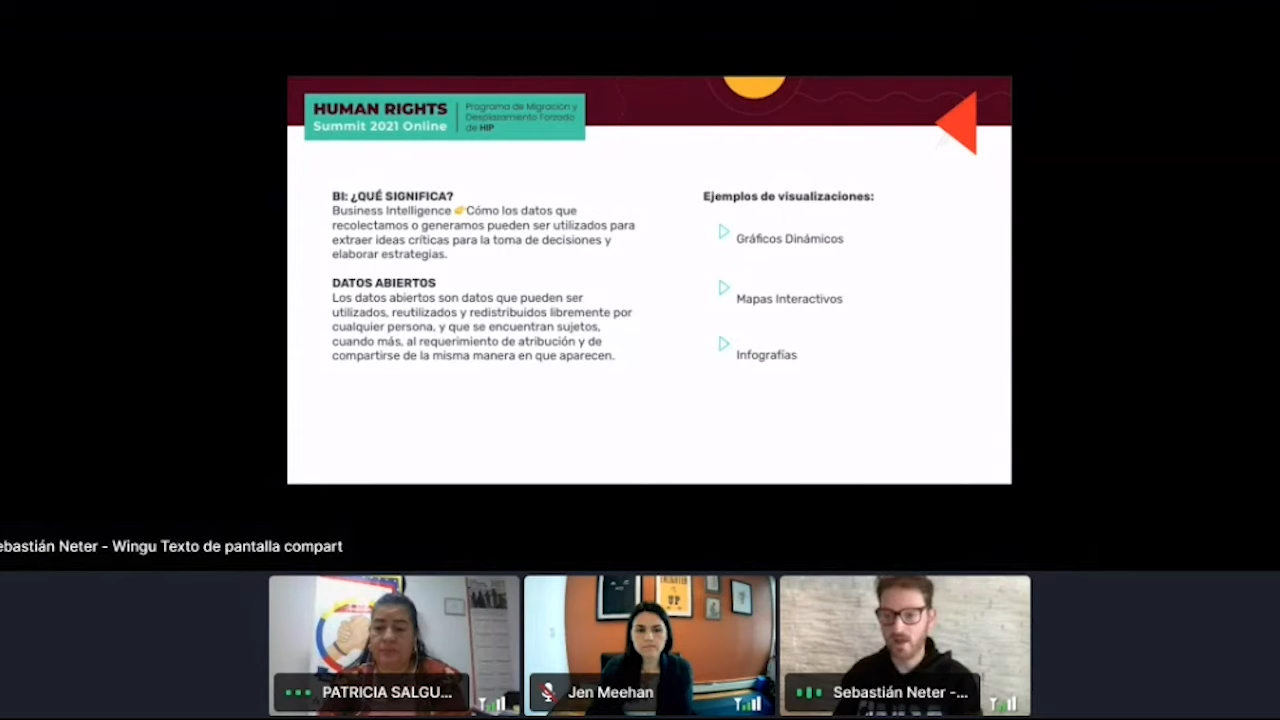 HUMAN RIGHTS
Summit 2021 Online
Programa de Migración y
Desplazamiento Forzado
de HIP
BI: ¿QUÉ SIGNIFICA?
Business Intelligence 👉Cómo los datos que
recolectamos o generamos pueden ser utilizados para
extraer ideas críticas para la toma de decisiones y
elaborar estrategias.
DATOS ABIERTOS
Los datos abiertos son datos que pueden ser
utilizados, reutilizados y redistribuidos libremente por
cualquier persona, y que se encuentran sujetos,
cuando más, al requerimiento de atribución y de
compartirse de la misma manera en que aparecen.
Ejemplos de visualizaciones:
Gráficos Dinámicos
Mapas Interactivos
Infografías
ebastián Neter - Wingu Texto de pantalla compart
UP
PATRICIA SALGU...
Jen Meehan
Sebastián Neter -...